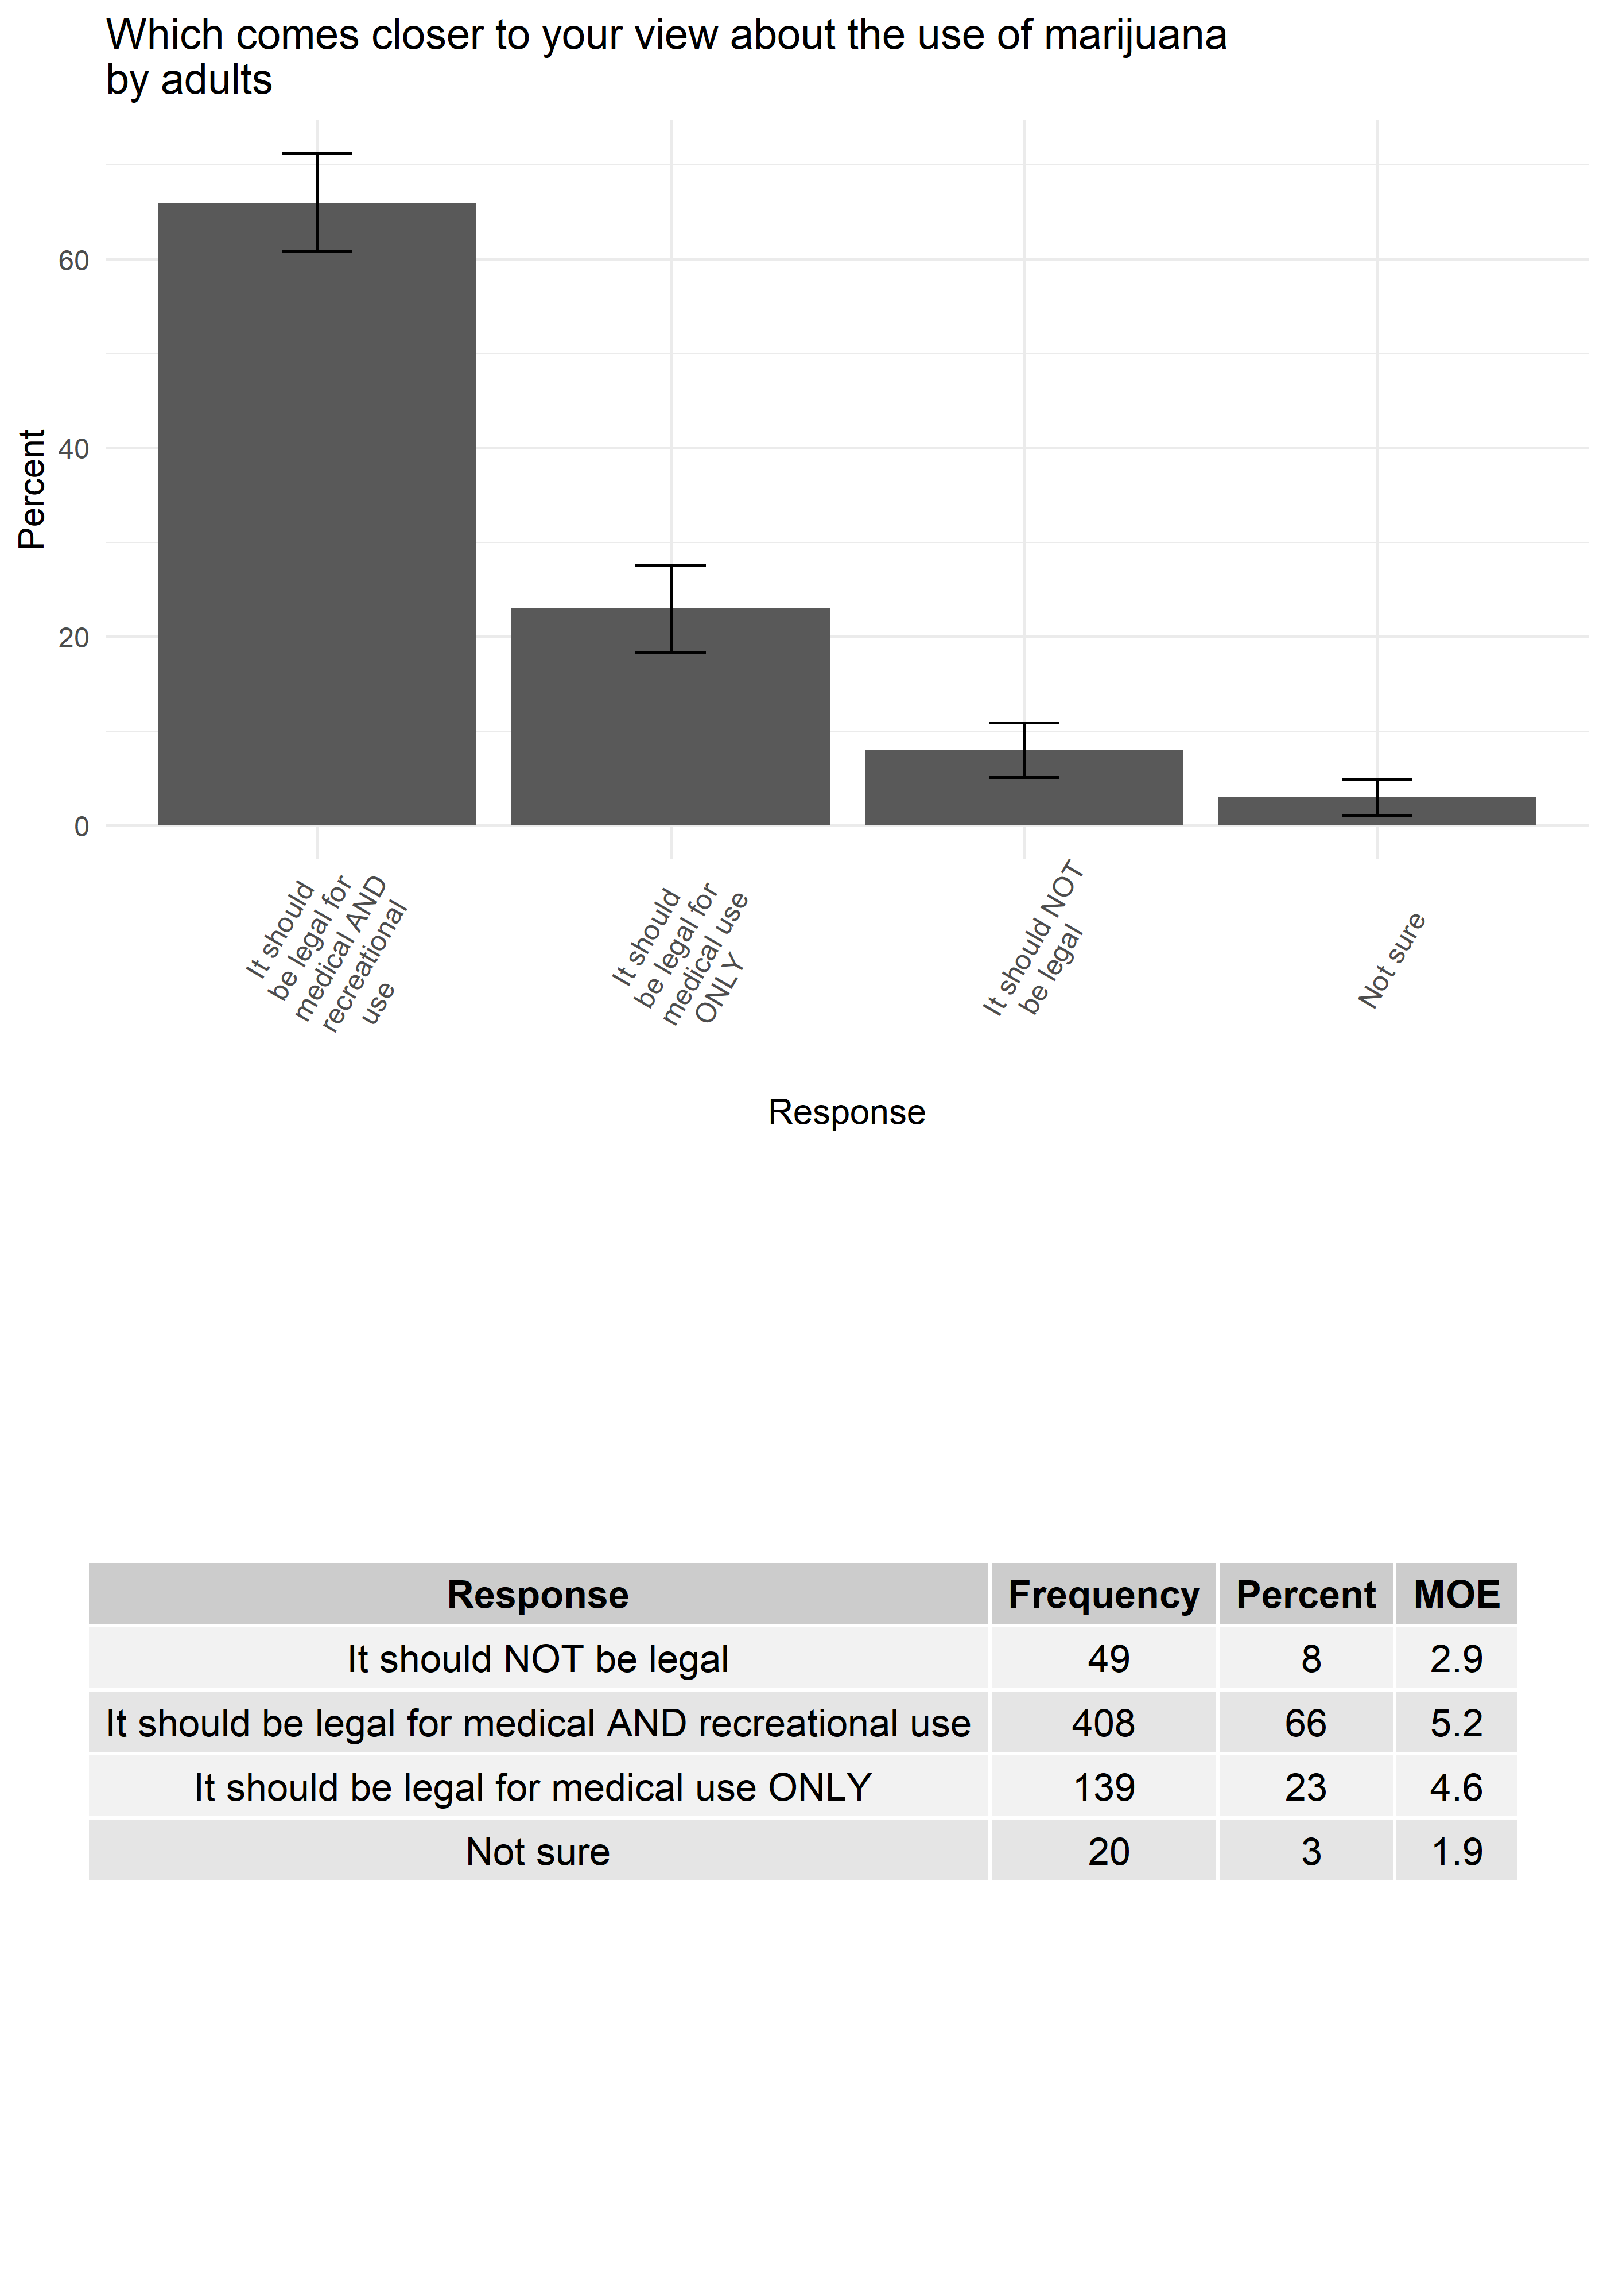 Which comes closer to your view about the use of marijuana
by adults
Percent
60
40
20
0
It should
be legal for
medical AND
recreational
use
It should
be legal for
medical use
ONLY
It should NOT
be legal
Not sure
Response
Response Frequency Percent MOE
It should NOT be legal 49 8 2.9
It should be legal for medical AND recreational use 408 66 5.2
It should be legal for medical use ONLY 139 23 4.6
Not sure 20 3 1.9